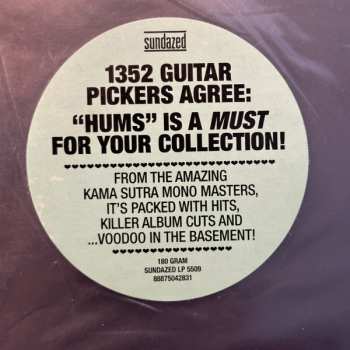 sundazed
1352 GUITAR
PICKERS AGREE:
“HUMS” IS A MUST
FOR YOUR COLLECTION!
FROM THE AMAZING
KAMA SUTRA MONO MASTERS,
IT'S PACKED WITH HITS,
KILLER ALBUM CUTS AND
...VOODOO IN THE BASEMENT!
180 GRAM
SUNDAZED LP 5509
88875042831